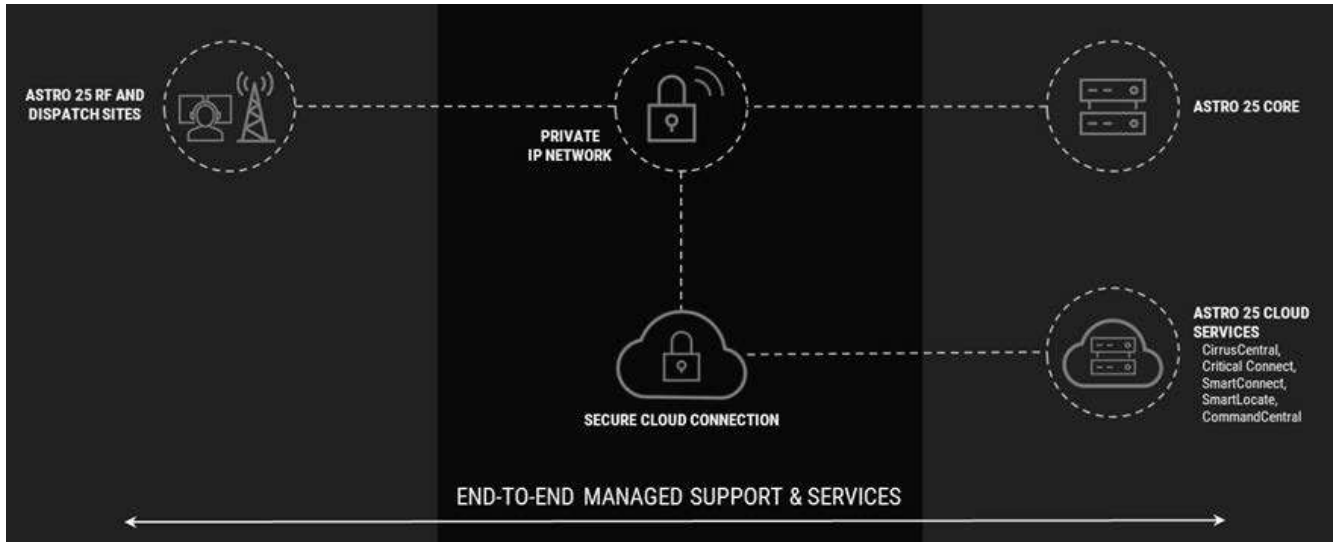 ASTRO 25 RF AND
DISPATCH SITES
PRIVATE
IP NETWORK
ASTRO 25 CORE
SECURE CLOUD CONNECTION
ASTRO 25 CLOUD
SERVICES
CirrusCentral,
Critical Connect,
SmartConnect,
SmartLocate,
CommandCentral
END-TO-END MANAGED SUPPORT & SERVICES